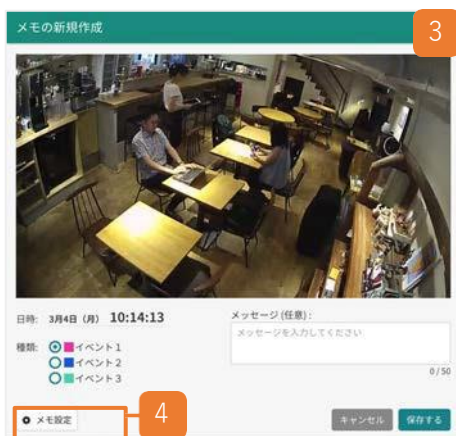 メモの新規作成
3
日時: 3月4日（月） 10:14:13
メッセージ (任意) :
メッセージを入力してください
種類: イベント1
イベント2
イベント3
0 / 50
メモ設定
4
キャンセル
保存する